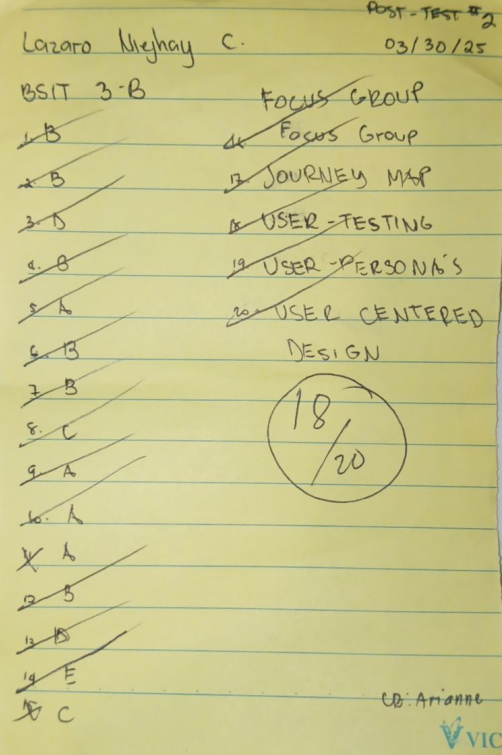 POST-TEST #2
Lazaro Niejhay C.
03/30/25
BSIT 3-B
1. B
2. B
3. D
4. B
5. A
6. B
7. B
8. C
9. A
10. A
11 A
12 B
13 D
14 E
15 C
FOCUS GROUP
16. Focus Group
17. JOURNEY MAP
18 USER-TESTING
19 USER-PERSONA'S
20. USER CENTERED
DESIGN
18/20
CB: Arianne
VIC